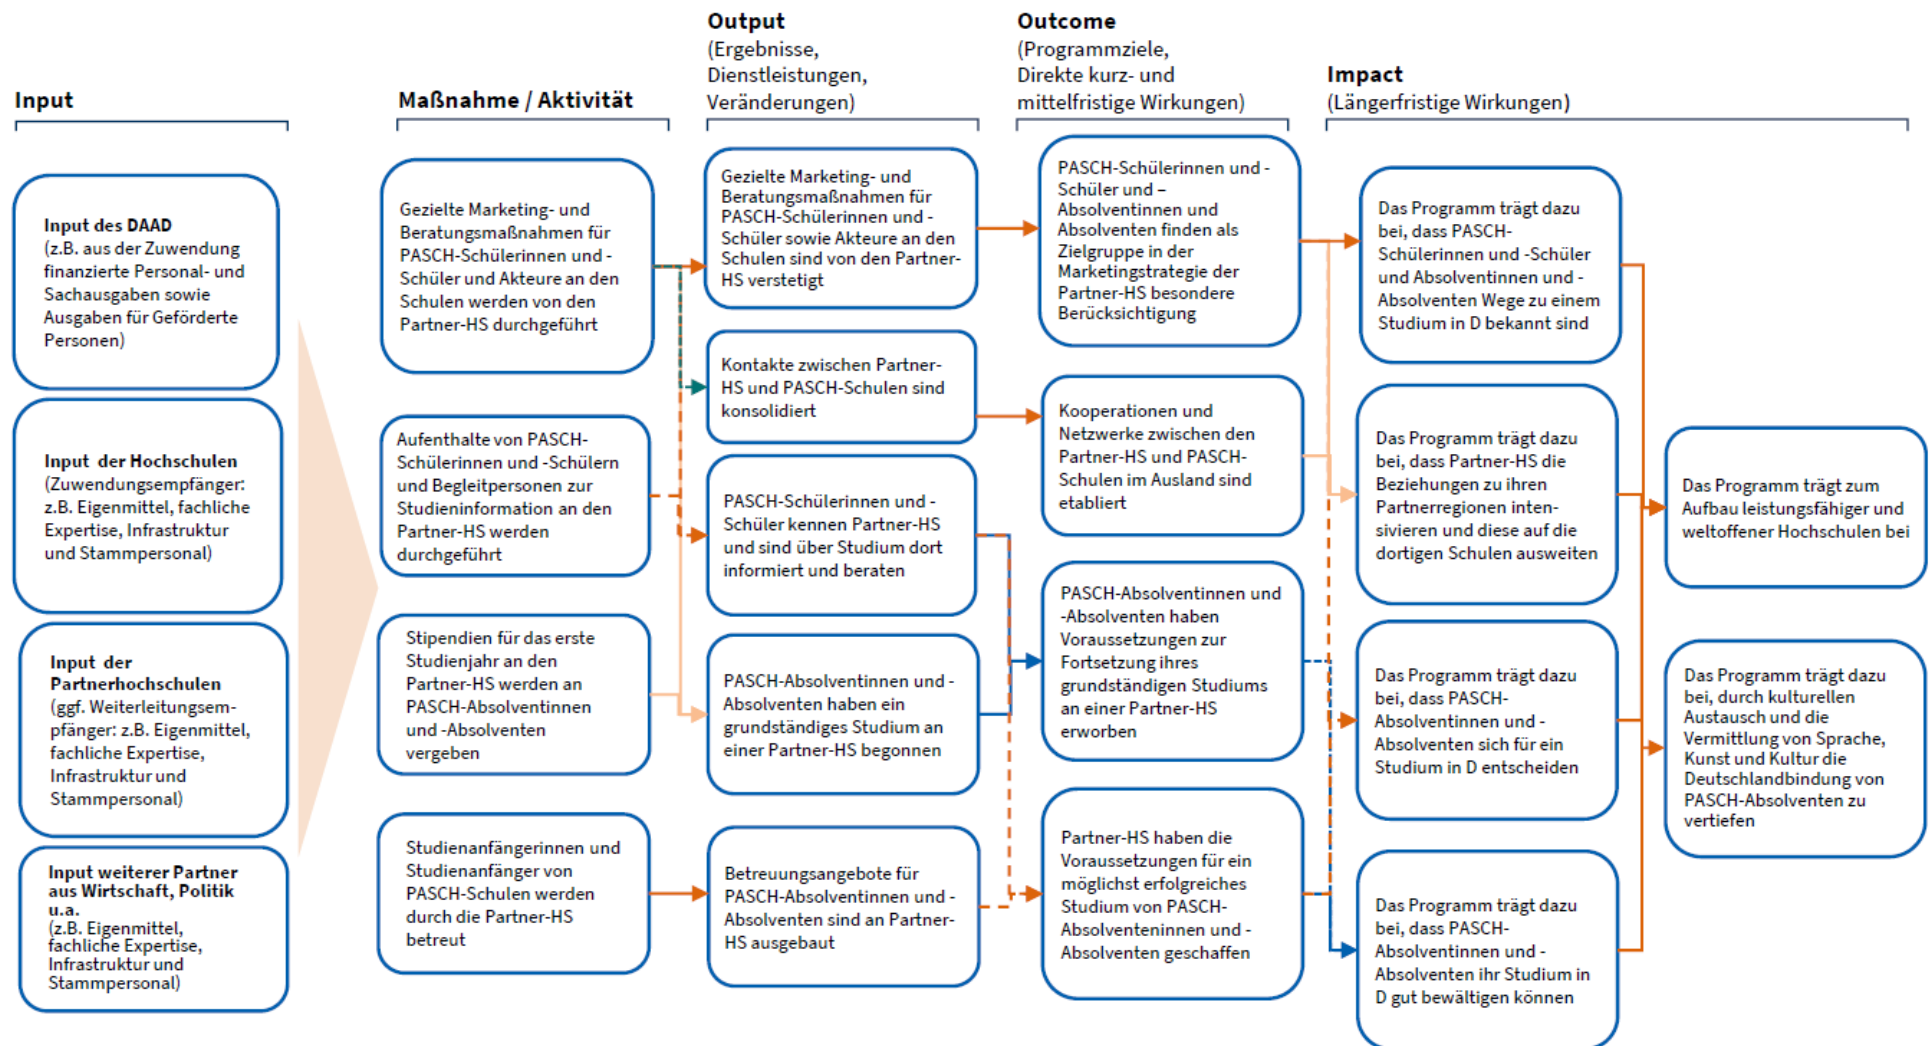 Input
Maßnahme / Aktivität
Output
(Ergebnisse,
Dienstleistungen,
Veränderungen)
Outcome
(Programmziele,
Direkte kurz- und
mittelfristige Wirkungen)
Impact
(Längerfristige Wirkungen)
Input des DAAD
(z.B. aus der Zuwendung
finanzierte Personal- und
Sachausgaben sowie
Ausgaben für Geförderte
Personen)
Input der Hochschulen
(Zuwendungsempfänger:
z.B. Eigenmittel, fachliche
Expertise, Infrastruktur
und Stammpersonal)
Input der
Partnerhochschulen
(ggf. Weiterleitungsem-
pfänger: z.B. Eigenmittel,
fachliche Expertise,
Infrastruktur und
Stammpersonal)
Input weiterer Partner
aus Wirtschaft, Politik
u.a.
(z.B. Eigenmittel,
fachliche Expertise,
Infrastruktur und
Stammpersonal)
Gezielte Marketing- und
Beratungsmaßnahmen für
PASCH-Schülerinnen und -
Schüler und Akteure an den
Schulen werden von den
Partner-HS durchgeführt
Aufenthalte von PASCH-
Schülerinnen und -Schülern
und Begleitpersonen zur
Studieninformation an den
Partner-HS werden
durchgeführt
Stipendien für das erste
Studienjahr an den
Partner-HS werden an
PASCH-Absolventinnen
und -Absolventen
vergeben
Studienanfängerinnen und
Studienanfänger von
PASCH-Schulen werden
durch die Partner-HS
betreut
Gezielte Marketing- und
Beratungsmaßnahmen für
PASCH-Schülerinnen und -
Schüler sowie Akteure an den
Schulen sind von den Partner-
HS verstetigt
Kontakte zwischen Partner-
HS und PASCH-Schulen sind
konsolidiert
PASCH-Schülerinnen und -
Schüler kennen Partner-HS
und sind über Studium dort
informiert und beraten
PASCH-Absolventinnen und -
Absolventen haben ein
grundständiges Studium an
einer Partner-HS begonnen
Betreuungsangebote für
PASCH-Absolventinnen und -
Absolventen sind an Partner-
HS ausgebaut
PASCH-Schülerinnen und -
Schüler und –
Absolventinnen und
Absolventen finden als
Zielgruppe in der
Marketingstrategie der
Partner-HS besondere
Berücksichtigung
Kooperationen und
Netzwerke zwischen den
Partner-HS und PASCH-
Schulen im Ausland sind
etabliert
PASCH-Absolventinnen und
-Absolventen haben
Voraussetzungen zur
Fortsetzung ihres
grundständigen Studiums
an einer Partner-HS
erworben
Partner-HS haben die
Voraussetzungen für ein
möglichst erfolgreiches
Studium von PASCH-
Absolventeninnen und -
Absolventen geschaffen
Das Programm trägt dazu
bei, dass PASCH-
Schülerinnen und -Schüler
und Absolventinnen und -
Absolventen Wege zu einem
Studium in D bekannt sind
Das Programm trägt dazu
bei, dass Partner-HS die
Beziehungen zu ihren
Partnerregionen inten-
sivieren und diese auf die
dortigen Schulen ausweiten
Das Programm trägt dazu
bei, dass PASCH-
Absolventinnen und -
Absolventen sich für ein
Studium in D entscheiden
Das Programm trägt dazu
bei, dass PASCH-
Absolventinnen und -
Absolventen ihr Studium in
D gut bewältigen können
Das Programm trägt zum
Aufbau leistungsfähiger und
weltoffener Hochschulen bei
Das Programm trägt dazu
bei, durch kulturellen
Austausch und die
Vermittlung von Sprache,
Kunst und Kultur die
Deutschlandbindung von
PASCH-Absolventen zu
vertiefen